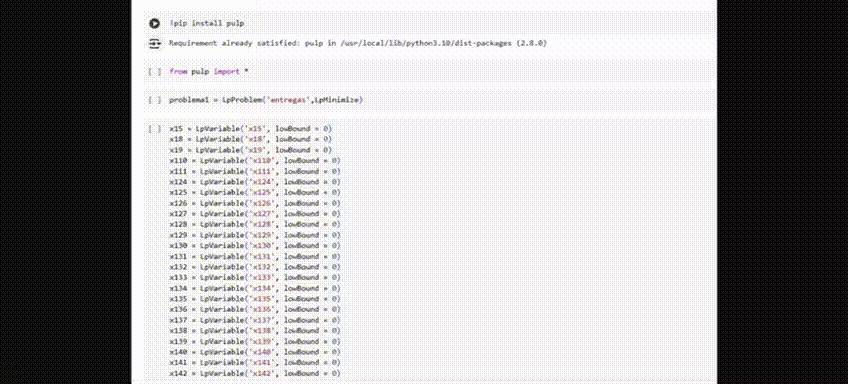 !pip install pulp
Requirement already satisfied: pulp in /usr/local/lib/python3.10/dist-packages (2.8.0)
[ ] from pulp import *
[ ] problema1 = LpProblem('entregas',LpMinimize)
[ ] x15 = LpVariable('x15', lowBound = 0)
x18 = LpVariable('x18', lowBound = 0)
x19 = LpVariable('x19', lowBound = 0)
x110 = LpVariable('x110', lowBound = 0)
x111 = LpVariable('x111', lowBound = 0)
x124 = LpVariable('x124', lowBound = 0)
x125 = LpVariable('x125', lowBound = 0)
x126 = LpVariable('x126', lowBound = 0)
x127 = LpVariable('x127', lowBound = 0)
x128 = LpVariable('x128', lowBound = 0)
x129 = LpVariable('x129', lowBound = 0)
x130 = LpVariable('x130', lowBound = 0)
x131 = LpVariable('x131', lowBound = 0)
x132 = LpVariable('x132', lowBound = 0)
x133 = LpVariable('x133', lowBound = 0)
x134 = LpVariable('x134', lowBound = 0)
x135 = LpVariable('x135', lowBound = 0)
x136 = LpVariable('x136', lowBound = 0)
x137 = LpVariable('x137', lowBound = 0)
x138 = LpVariable('x138', lowBound = 0)
x139 = LpVariable('x139', lowBound = 0)
x140 = LpVariable('x140', lowBound = 0)
x141 = LpVariable('x141', lowBound = 0)
x142 = LpVariable('x142', lowBound = 0)